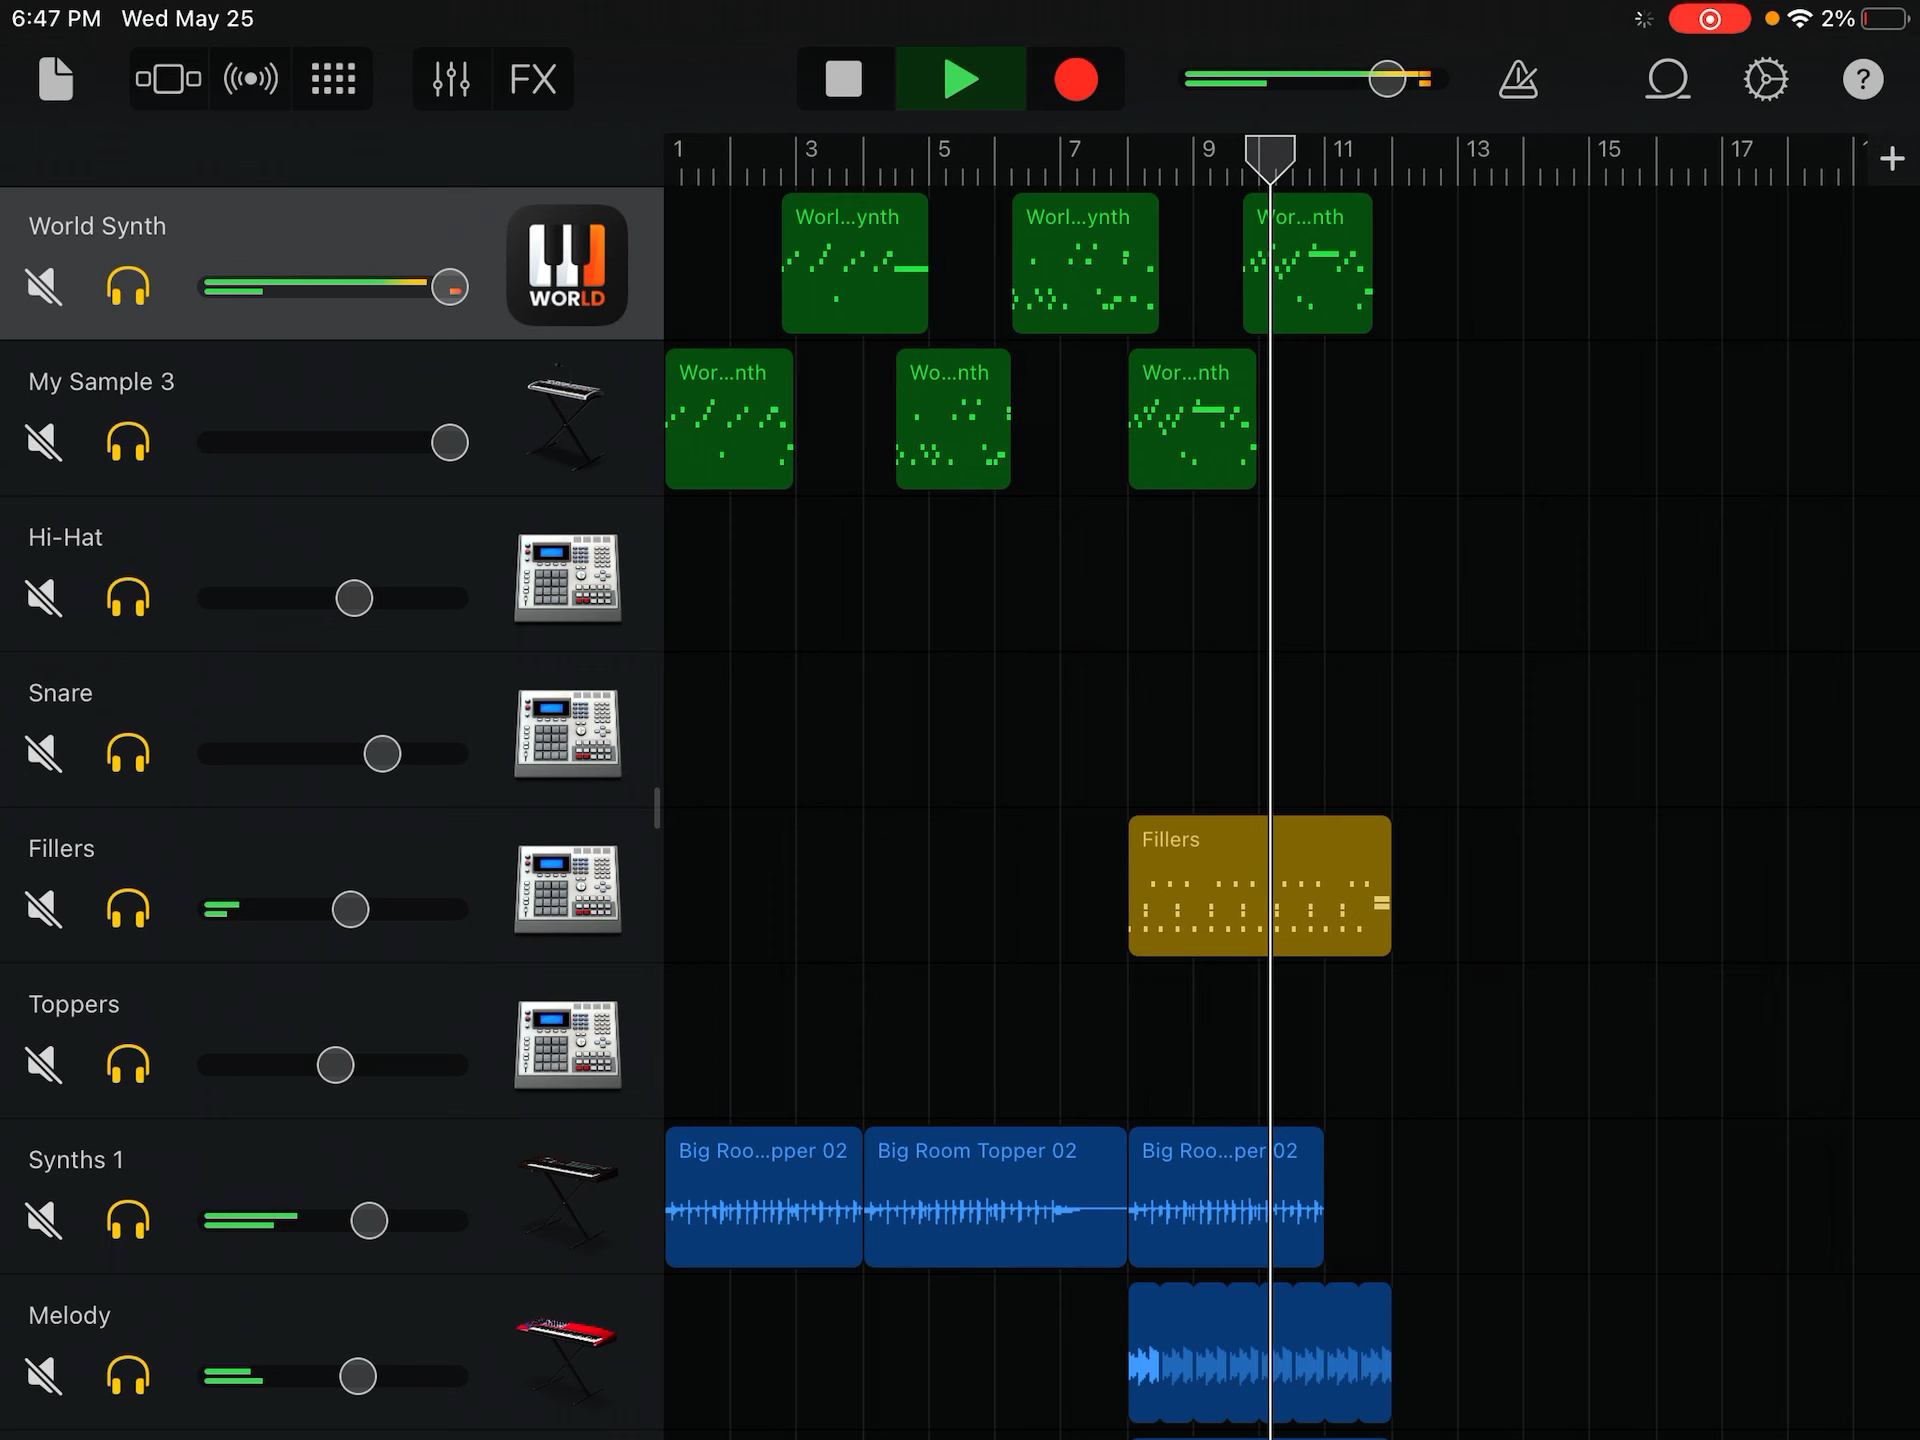 6:47 PM Wed May 25
2%
FX
?
1 3 5 7 9 11 13 15 17
+
World Synth
WORLD
Worl...ynth
Worl...ynth
Wor...nth
My Sample 3
Wor...nth
Wo...nth
Wor...nth
Hi-Hat
Snare
Fillers
Fillers
Toppers
Synths 1
Big Roo...pper 02
Big Room Topper 02
Big Roo...per 02
Melody